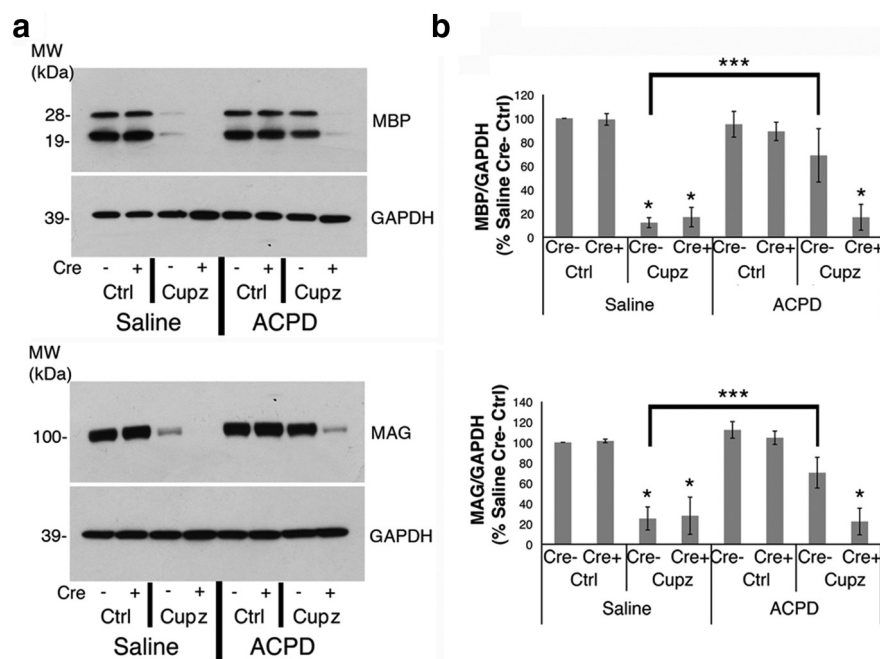 a
MW
(kDa)
28-
19-
MBP
39-
GAPDH
Cre - + - + - + - +
Ctrl Cupz Ctrl Cupz
Saline ACPD
MW
(kDa)
100-
MAG
39-
GAPDH
Cre - + - + - + - +
Ctrl Cupz Ctrl Cupz
Saline ACPD
b
MBP/GAPDH
(% Saline Cre- Ctrl)
120
100
80
60
40
20
0
***
* * *
Cre- Cre+ Cre- Cre+ Cre- Cre+ Cre- Cre+
Ctrl Cupz Ctrl Cupz
Saline ACPD
MAG/GAPDH
(% Saline Cre- Ctrl)
140
120
100
80
60
40
20
0
***
* * *
Cre- Cre+ Cre- Cre+ Cre- Cre+ Cre- Cre+
Ctrl Cupz Ctrl Cupz
Saline ACPD